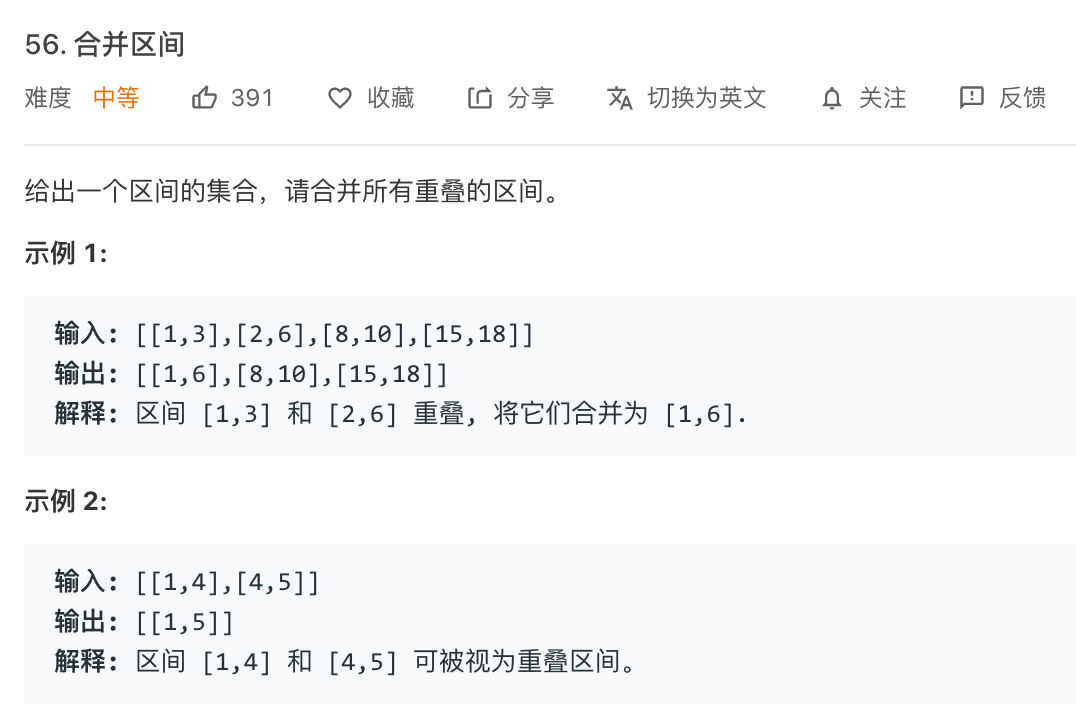 56. 合并区间
难度 中等 391 收藏 分享 切换为英文 关注 反馈
给出一个区间的集合，请合并所有重叠的区间。
示例 1:
输入: [[1,3],[2,6],[8,10],[15,18]]
输出: [[1,6],[8,10],[15,18]]
解释: 区间 [1,3] 和 [2,6] 重叠, 将它们合并为 [1,6].
示例 2:
输入: [[1,4],[4,5]]
输出: [[1,5]]
解释: 区间 [1,4] 和 [4,5] 可被视为重叠区间。